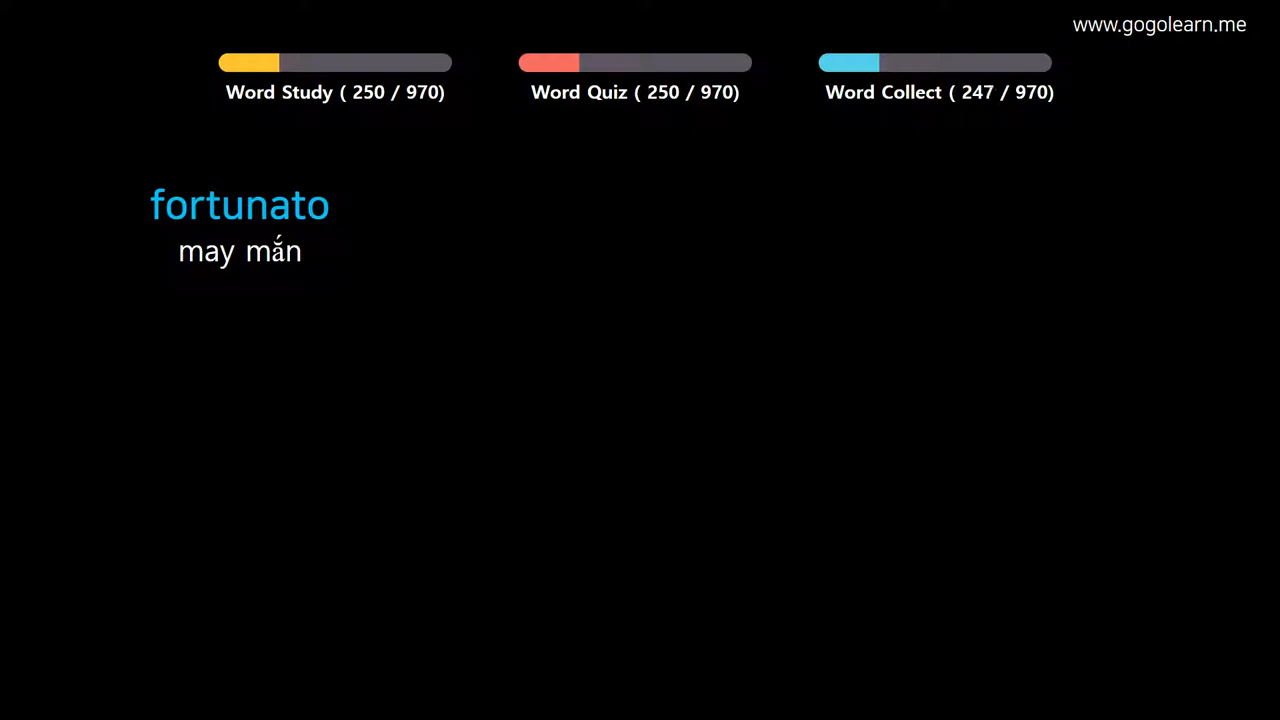 www.gogolearn.me
Word Study ( 250 / 970)
Word Quiz ( 250 / 970)
Word Collect ( 247 / 970)
fortunato
may mắn